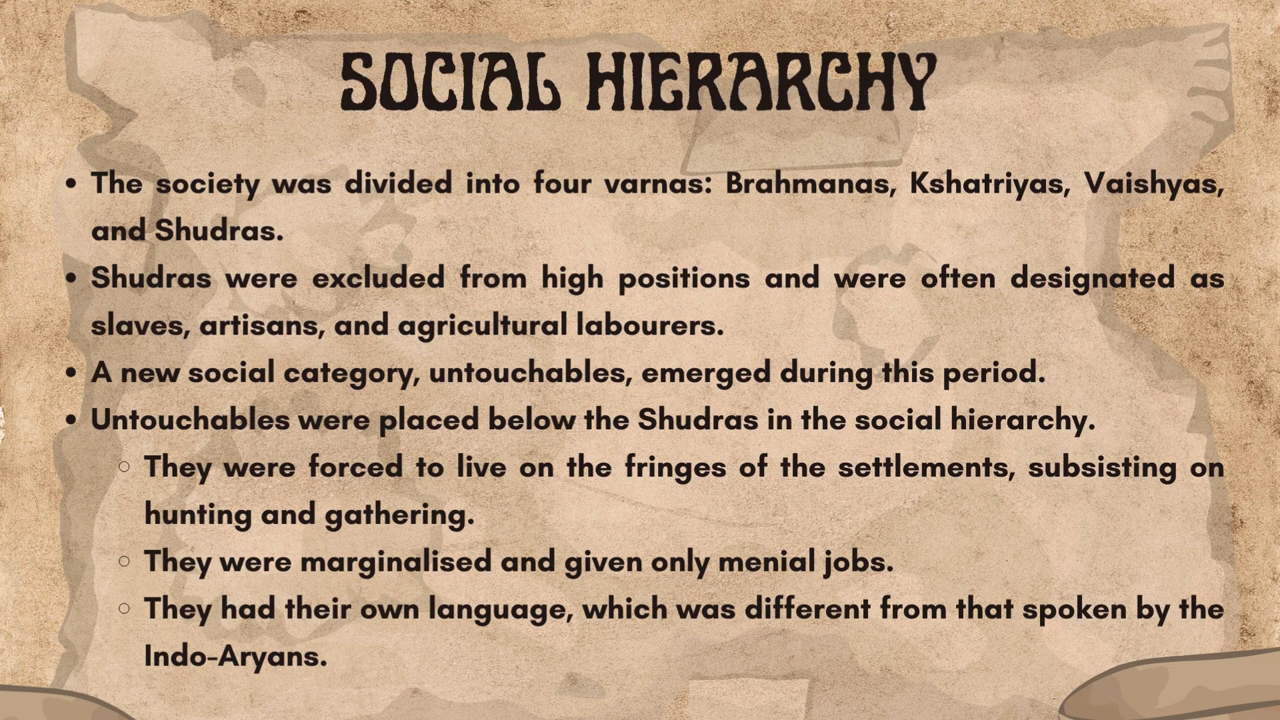 SOCIAL HIERARCHY
• The society was divided into four varnas: Brahmanas, Kshatriyas, Vaishyas,
and Shudras.
• Shudras were excluded from high positions and were often designated as
slaves, artisans, and agricultural labourers.
• A new social category, untouchables, emerged during this period.
• Untouchables were placed below the Shudras in the social hierarchy.
○ They were forced to live on the fringes of the settlements, subsisting on
hunting and gathering.
○ They were marginalised and given only menial jobs.
○ They had their own language, which was different from that spoken by the
Indo-Aryans.